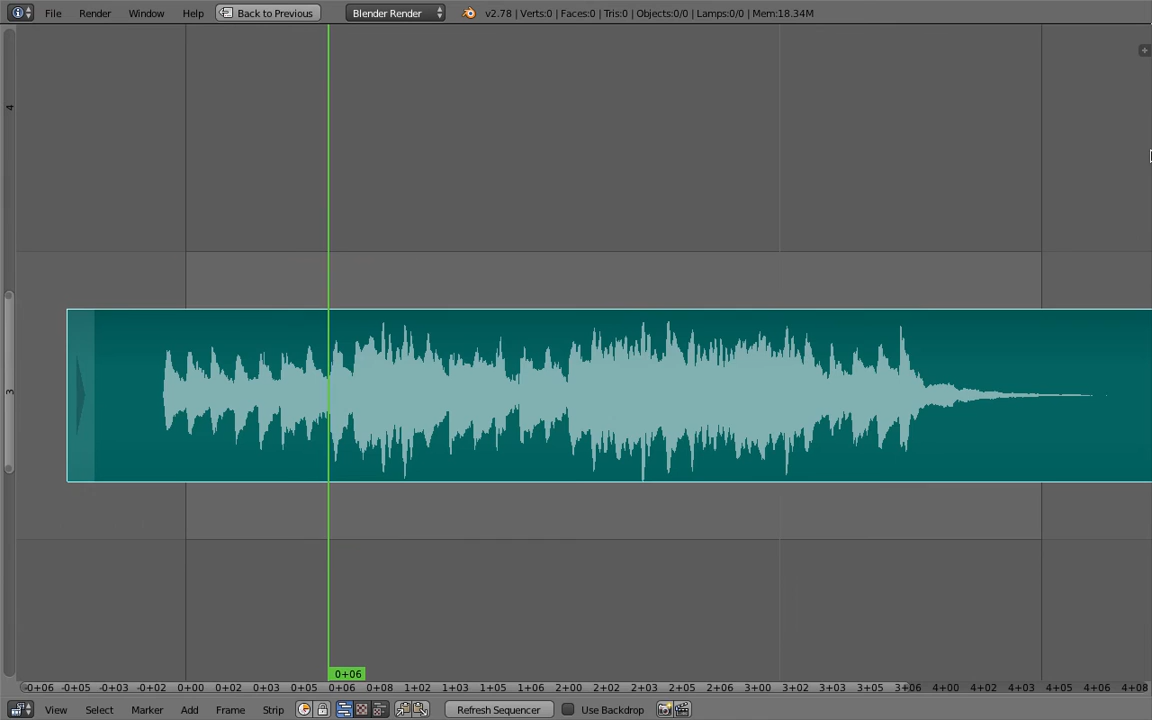 File Render Window Help Back to Previous Blender Render v2.78 | Verts:0 | Faces:0 | Tris:0 | Objects:0/0 | Lamps:0/0 | Mem:18.34M
4
3
0+06
-0+06 -0+05 -0+03 -0+02 0+00 0+02 0+03 0+05 0+06 0+08 1+02 1+03 1+05 1+06 2+00 2+02 2+03 2+05 2+06 3+00 3+02 3+03 3+05 3+06 4+00 4+02 4+03 4+05 4+06 4+08
View Select Marker Add Frame Strip Refresh Sequencer Use Backdrop